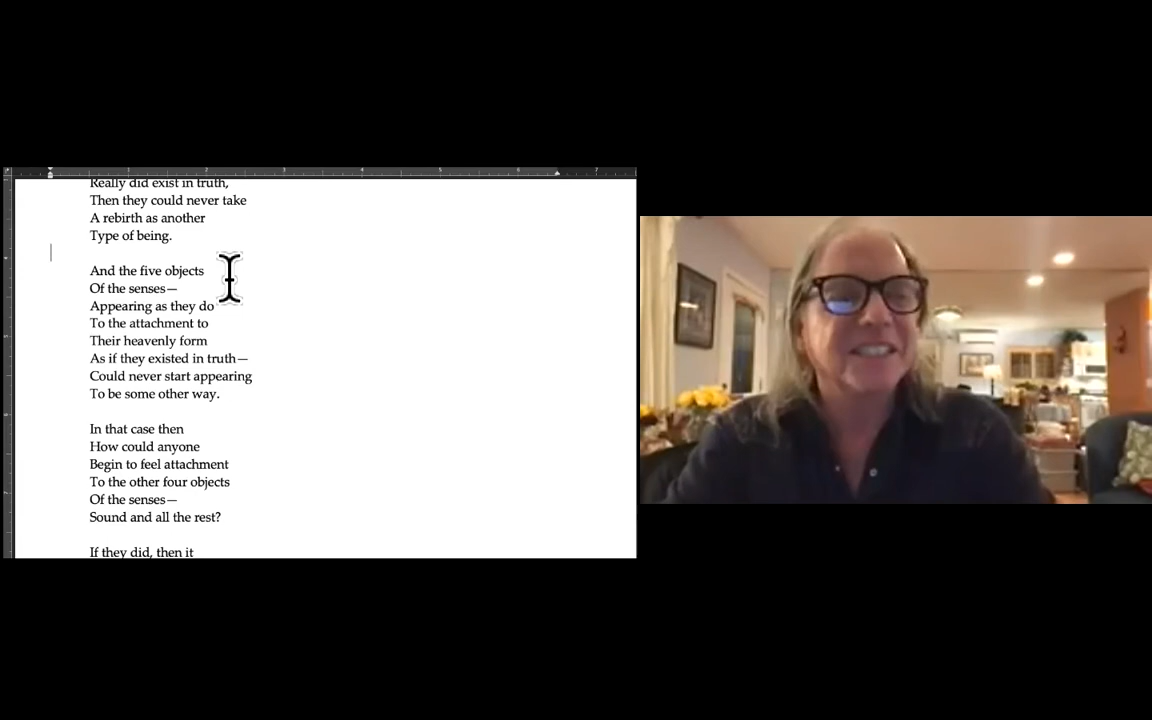 Really did exist in truth,
Then they could never take
A rebirth as another
Type of being.
And the five objects
Of the senses—
Appearing as they do
To the attachment to
Their heavenly form
As if they existed in truth—
Could never start appearing
To be some other way.
In that case then
How could anyone
Begin to feel attachment
To the other four objects
Of the senses—
Sound and all the rest?
If they did, then it